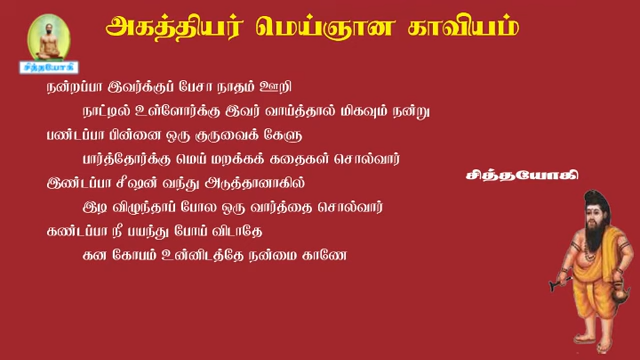 அகத்தியர் மெய்ஞான காவியம்
சித்தயோகி
நன்றப்பா இவர்க்குப் பேசா நாதம் ஊறி
நாட்டில் உள்ளோர்க்கு இவர் வாய்த்தால் மிகவும் நன்று
பண்டப்பா பின்னை ஒரு குருவைக் கேளு
பார்த்தோர்க்கு மெய் மறக்கக் கதைகள் சொல்வார்
இண்டப்பா சீஷன் வந்து அடுத்தானாகில்
இடி விழுந்தாப் போல ஒரு வார்த்தை சொல்வார்
கண்டப்பா நீ பயந்து போய் விடாதே
கன கோபம் உன்னிடத்தே நன்மை காணே
சித்தயோகி